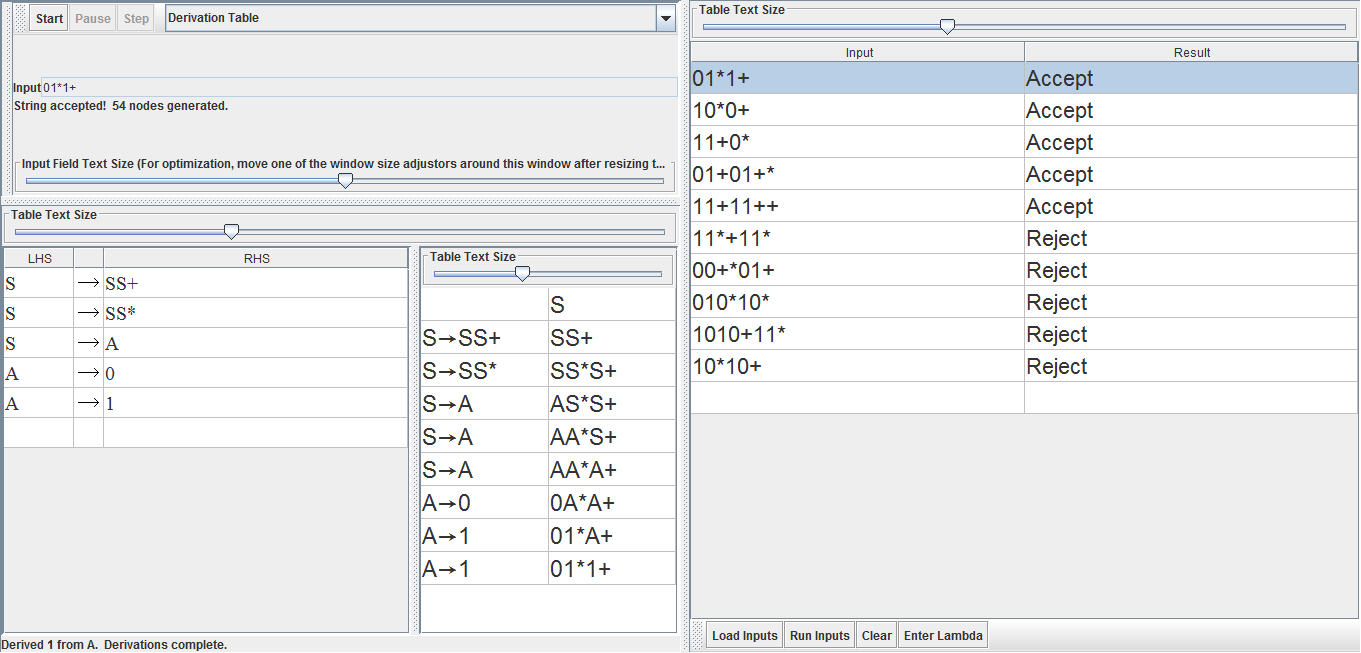 Start Pause Step Derivation Table
Input 01*1+
String accepted! 54 nodes generated.
Input Field Text Size (For optimization, move one of the window size adjustors around this window after resizing t...
Table Text Size
LHS RHS
S → SS+
S → SS*
S → A
A → 0
A → 1
Table Text Size
S
S→SS+ SS+
S→SS* SS*S+
S→A AS*S+
S→A AA*S+
S→A AA*A+
A→0 0A*A+
A→1 01*A+
A→1 01*1+
Derived 1 from A. Derivations complete.
Table Text Size
Input Result
01*1+ Accept
10*0+ Accept
11+0* Accept
01+01+* Accept
11+11++ Accept
11*+11* Reject
00+*01+ Reject
010*10* Reject
1010+11* Reject
10*10+ Reject
Load Inputs Run Inputs Clear Enter Lambda